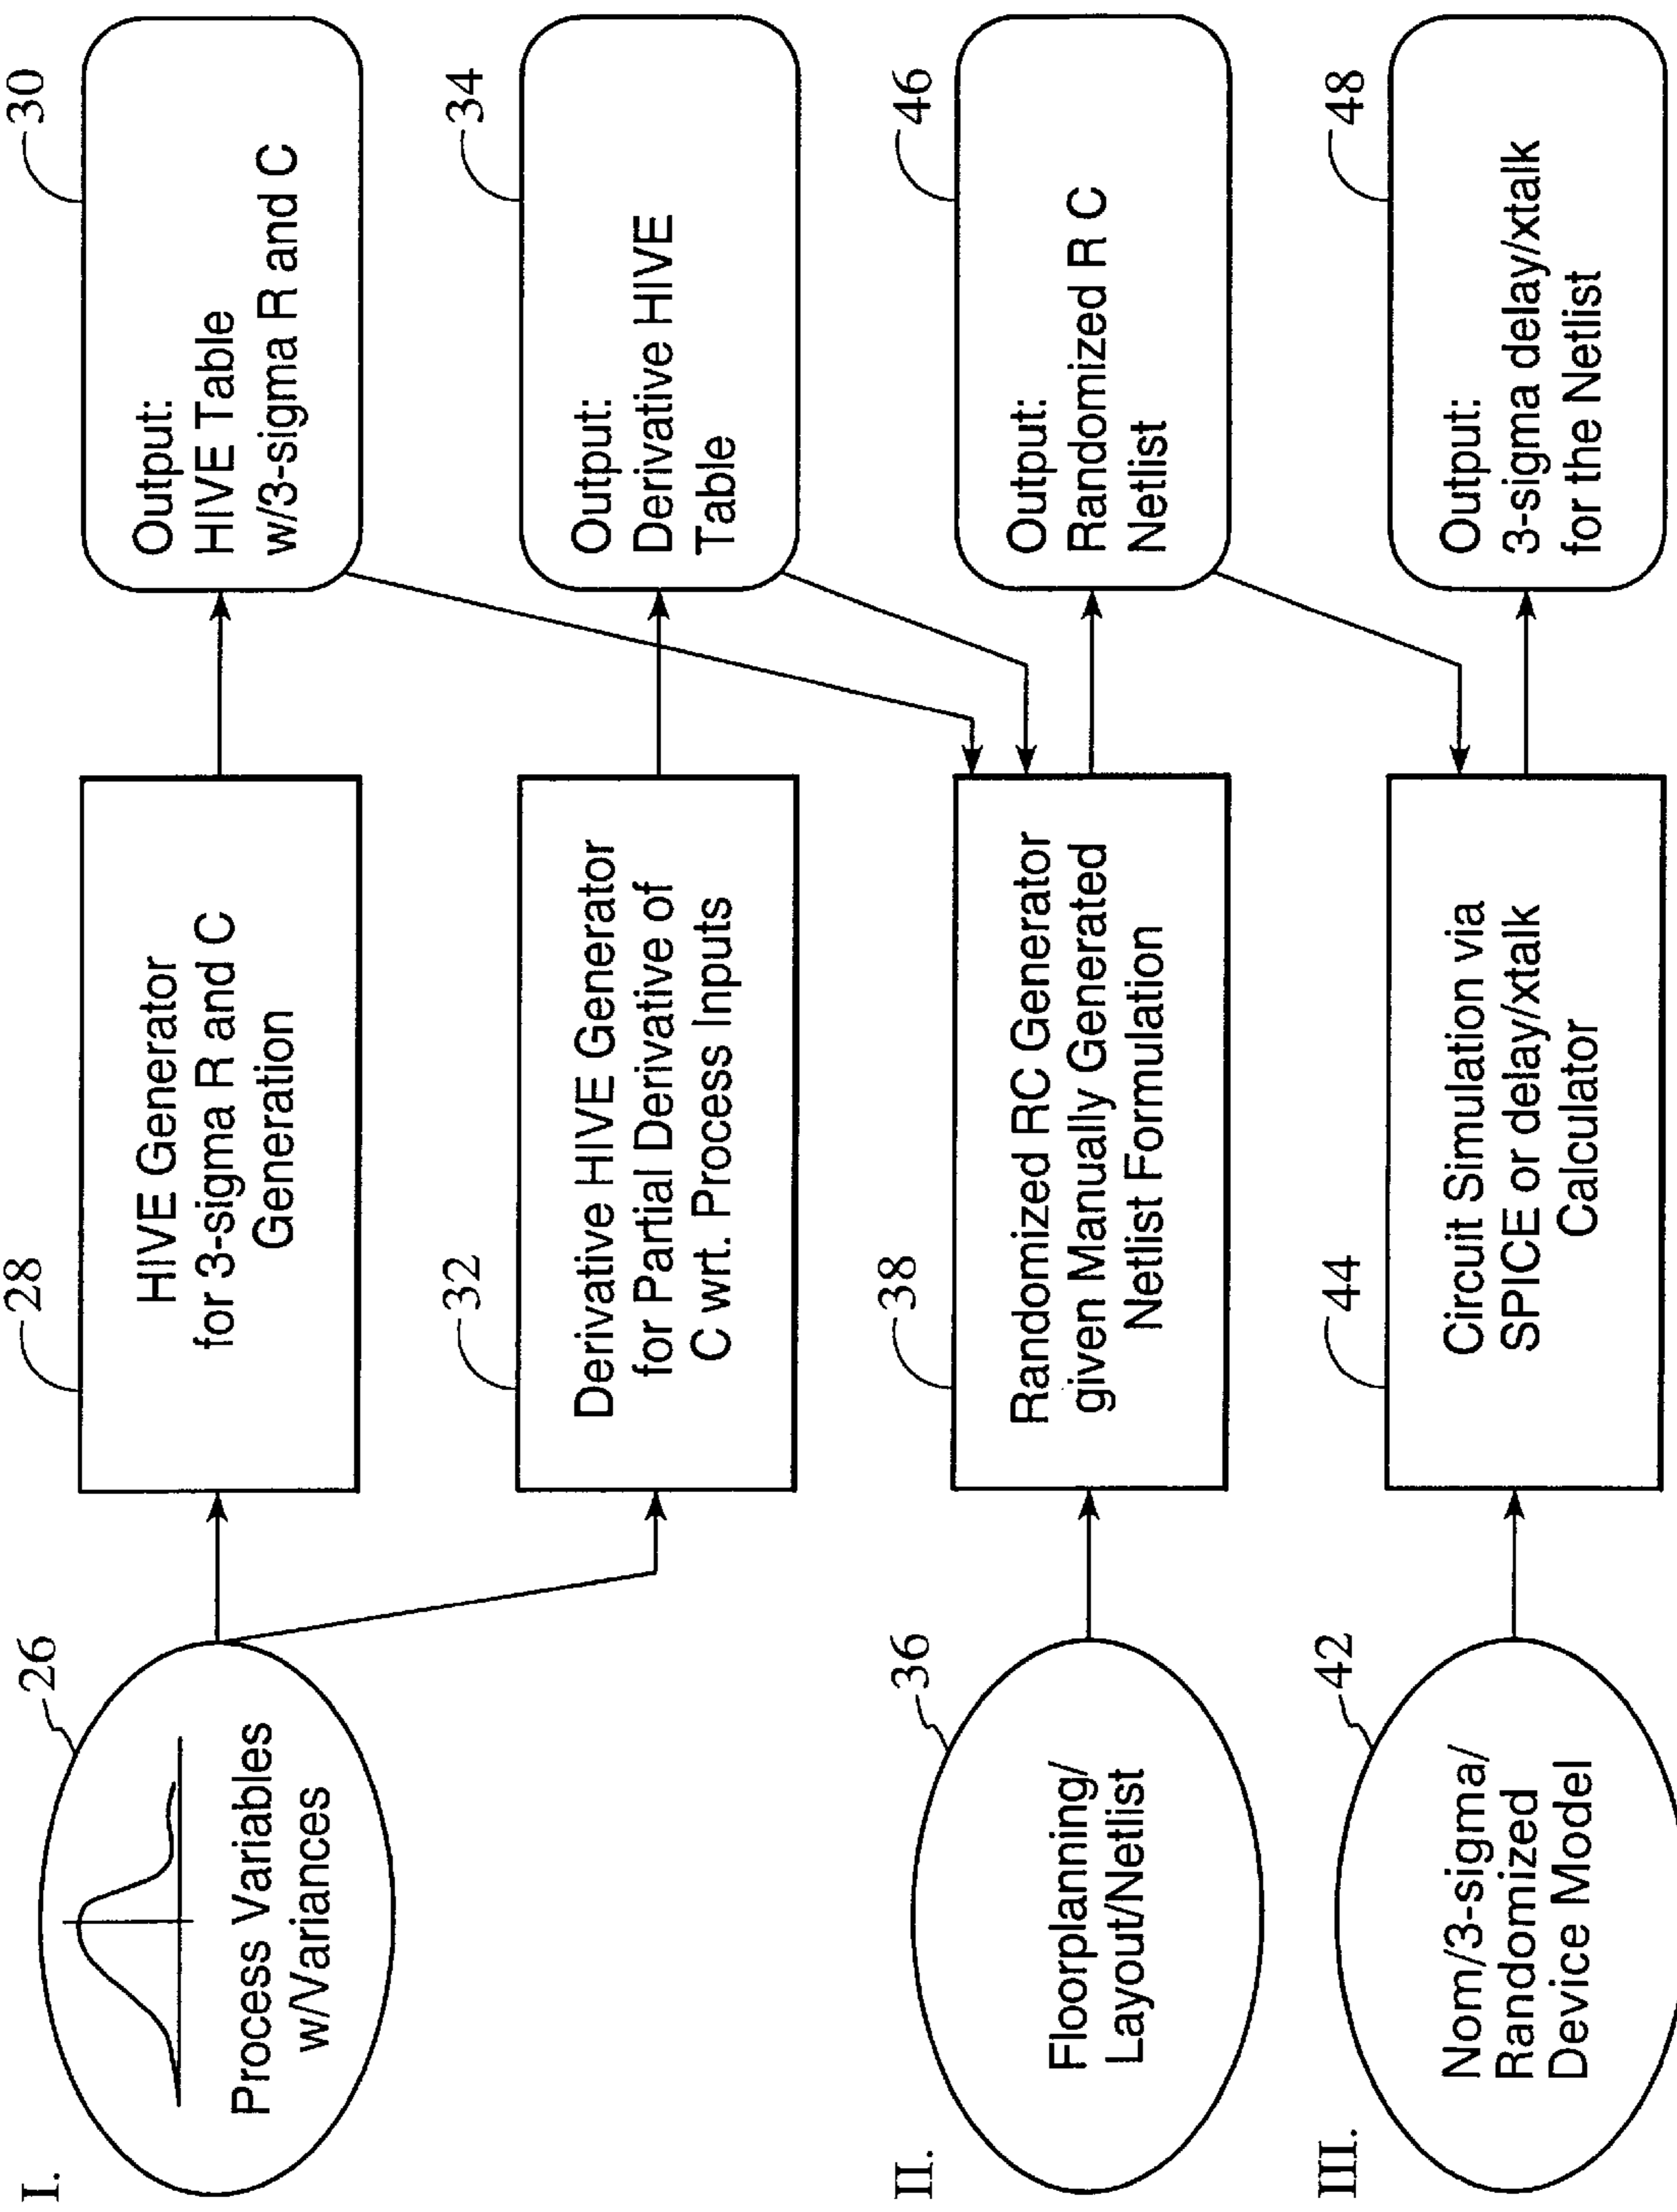 I.
26
Process Variables
w/Variances
28
HIVE Generator
for 3-sigma R and C
Generation
30
Output:
HIVE Table
w/3-sigma R and C
32
Derivative HIVE Generator
for Partial Derivative of
C wrt. Process Inputs
34
Output:
Derivative HIVE
Table
II.
36
Floorplanning/
Layout/Netlist
38
Randomized RC Generator
given Manually Generated
Netlist Formulation
46
Output:
Randomized R C
Netlist
III.
42
Nom/3-sigma/
Randomized
Device Model
44
Circuit Simulation via
SPICE or delay/xtalk
Calculator
48
Output:
3-sigma delay/xtalk
for the Netlist